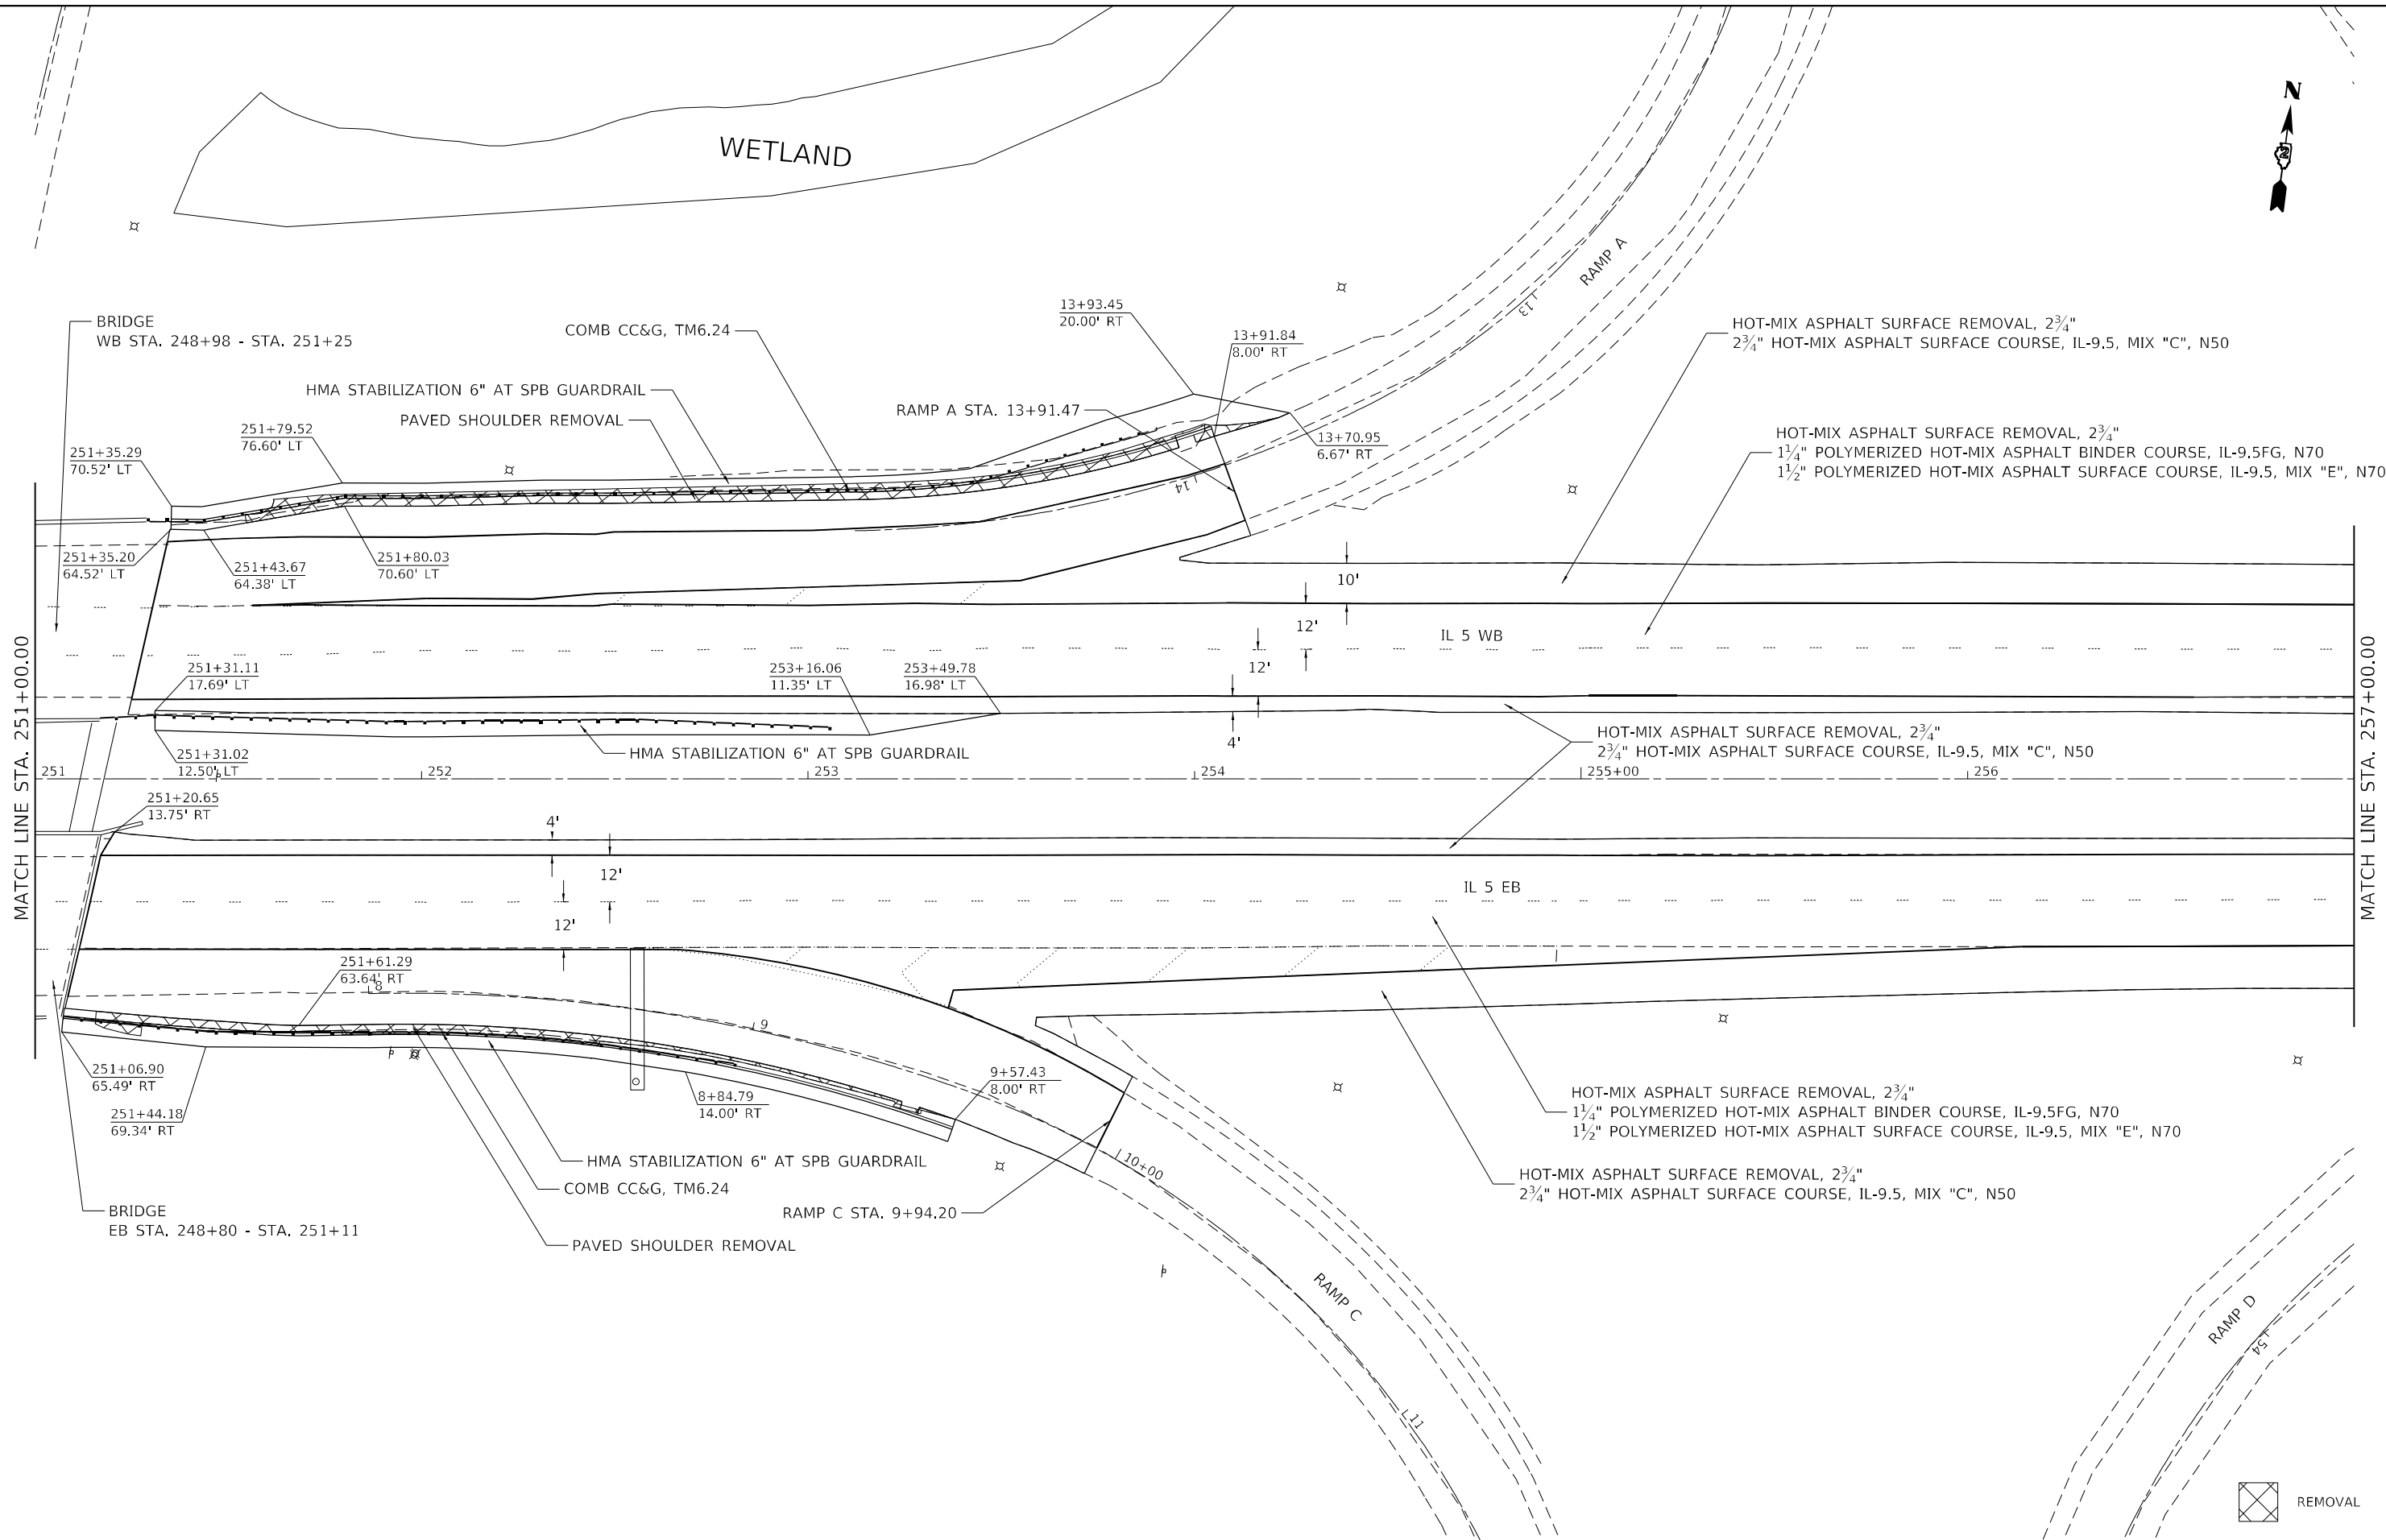 N
WETLAND
RAMP A
13
BRIDGE
WB STA. 248+98 - STA. 251+25
COMB CC&G, TM6.24
13+93.45
20.00' RT
13+91.84
8.00' RT
HOT-MIX ASPHALT SURFACE REMOVAL, 2¾"
2¾" HOT-MIX ASPHALT SURFACE COURSE, IL-9.5, MIX "C", N50
HMA STABILIZATION 6" AT SPB GUARDRAIL
PAVED SHOULDER REMOVAL
RAMP A STA. 13+91.47
251+79.52
76.60' LT
251+35.29
70.52' LT
13+70.95
6.67' RT
HOT-MIX ASPHALT SURFACE REMOVAL, 2¾"
1¼" POLYMERIZED HOT-MIX ASPHALT BINDER COURSE, IL-9.5FG, N70
1½" POLYMERIZED HOT-MIX ASPHALT SURFACE COURSE, IL-9.5, MIX "E", N70
14
251+35.20
64.52' LT
251+43.67
64.38' LT
251+80.03
70.60' LT
10'
12'
IL 5 WB
12'
MATCH LINE STA. 251+00.00
MATCH LINE STA. 257+00.00
251+31.11
17.69' LT
253+16.06
11.35' LT
253+49.78
16.98' LT
4'
HOT-MIX ASPHALT SURFACE REMOVAL, 2¾"
2¾" HOT-MIX ASPHALT SURFACE COURSE, IL-9.5, MIX "C", N50
251+31.02
12.50' LT
HMA STABILIZATION 6" AT SPB GUARDRAIL
251
252
253
254
255+00
256
251+20.65
13.75' RT
4'
12'
IL 5 EB
12'
251+61.29
63.64' RT
8
9
251+06.90
65.49' RT
251+44.18
69.34' RT
8+84.79
14.00' RT
9+57.43
8.00' RT
HOT-MIX ASPHALT SURFACE REMOVAL, 2¾"
1¼" POLYMERIZED HOT-MIX ASPHALT BINDER COURSE, IL-9.5FG, N70
1½" POLYMERIZED HOT-MIX ASPHALT SURFACE COURSE, IL-9.5, MIX "E", N70
HMA STABILIZATION 6" AT SPB GUARDRAIL
COMB CC&G, TM6.24
10+00
HOT-MIX ASPHALT SURFACE REMOVAL, 2¾"
2¾" HOT-MIX ASPHALT SURFACE COURSE, IL-9.5, MIX "C", N50
BRIDGE
EB STA. 248+80 - STA. 251+11
RAMP C STA. 9+94.20
PAVED SHOULDER REMOVAL
RAMP C
RAMP D
54
11
REMOVAL